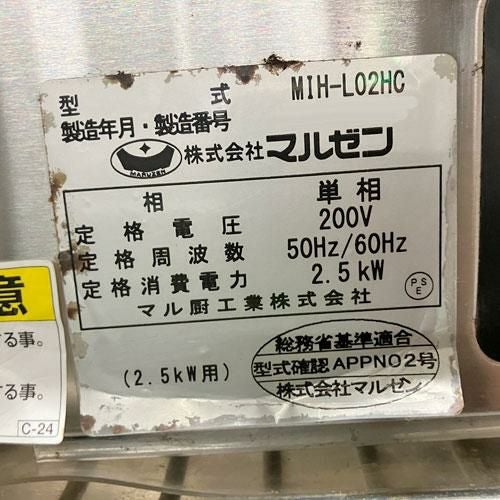 型式 MIH-L02HC
製造年月・製造番号
MARUZEN 株式会社マルゼン
相 単相
定格電圧 200V
定格周波数 50Hz/60Hz
定格消費電力 2.5kW
PSE
マル厨工業株式会社
総務省基準適合
(2.5kW用) 型式確認APPN02号
株式会社マルゼン
意
する事。
する事。
C-24